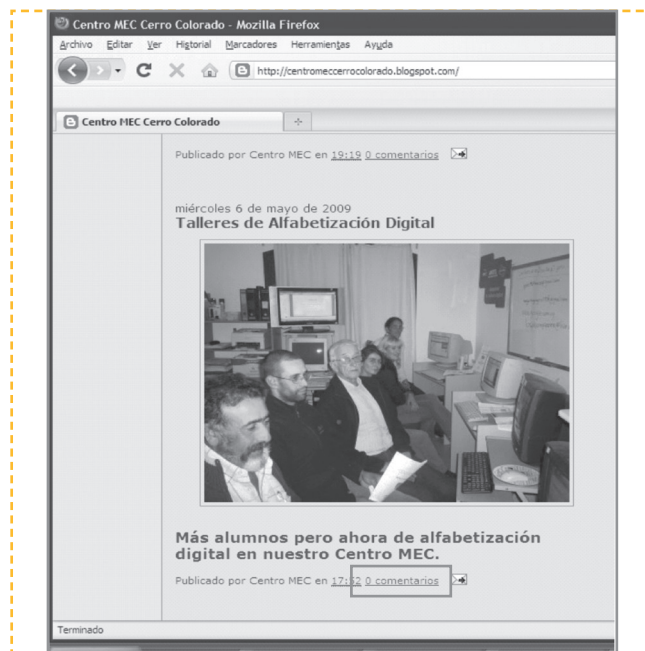 Centro MEC Cerro Colorado - Mozilla Firefox
Archivo Editar Ver Historial Marcadores Herramientas Ayuda
http://centromeccerrocolorado.blogspot.com/
Centro MEC Cerro Colorado
Publicado por Centro MEC en 19:19 0 comentarios
miércoles 6 de mayo de 2009
Talleres de Alfabetización Digital
Más alumnos pero ahora de alfabetización
digital en nuestro Centro MEC.
Publicado por Centro MEC en 17:52 0 comentarios
Terminado